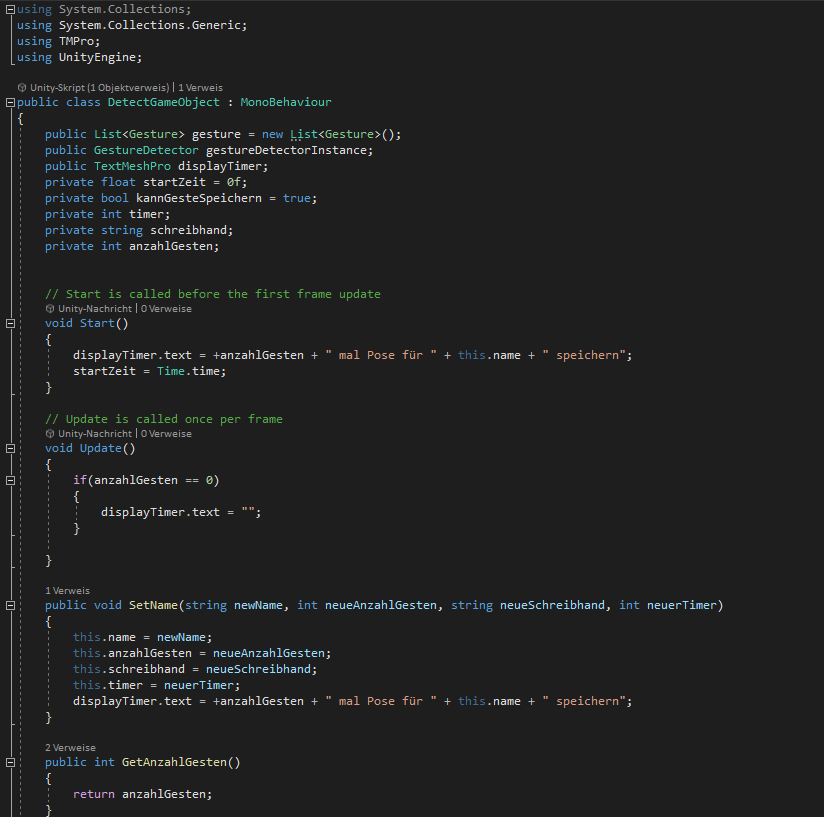 using System.Collections;
using System.Collections.Generic;
using TMPro;
using UnityEngine;
Unity-Skript (1 Objektverweis) | 1 Verweis
public class DetectGameObject : MonoBehaviour
{
public List<Gesture> gesture = new List<Gesture>();
public GestureDetector gestureDetectorInstance;
public TextMeshPro displayTimer;
private float startZeit = 0f;
private bool kannGesteSpeichern = true;
private int timer;
private string schreibhand;
private int anzahlGesten;
// Start is called before the first frame update
Unity-Nachricht | 0 Verweise
void Start()
{
displayTimer.text = +anzahlGesten + " mal Pose für " + this.name + " speichern";
startZeit = Time.time;
}
// Update is called once per frame
Unity-Nachricht | 0 Verweise
void Update()
{
if(anzahlGesten == 0)
{
displayTimer.text = "";
}
}
1 Verweis
public void SetName(string newName, int neueAnzahlGesten, string neueSchreibhand, int neuerTimer)
{
this.name = newName;
this.anzahlGesten = neueAnzahlGesten;
this.schreibhand = neueSchreibhand;
this.timer = neuerTimer;
displayTimer.text = +anzahlGesten + " mal Pose für " + this.name + " speichern";
}
2 Verweise
public int GetAnzahlGesten()
{
return anzahlGesten;
}